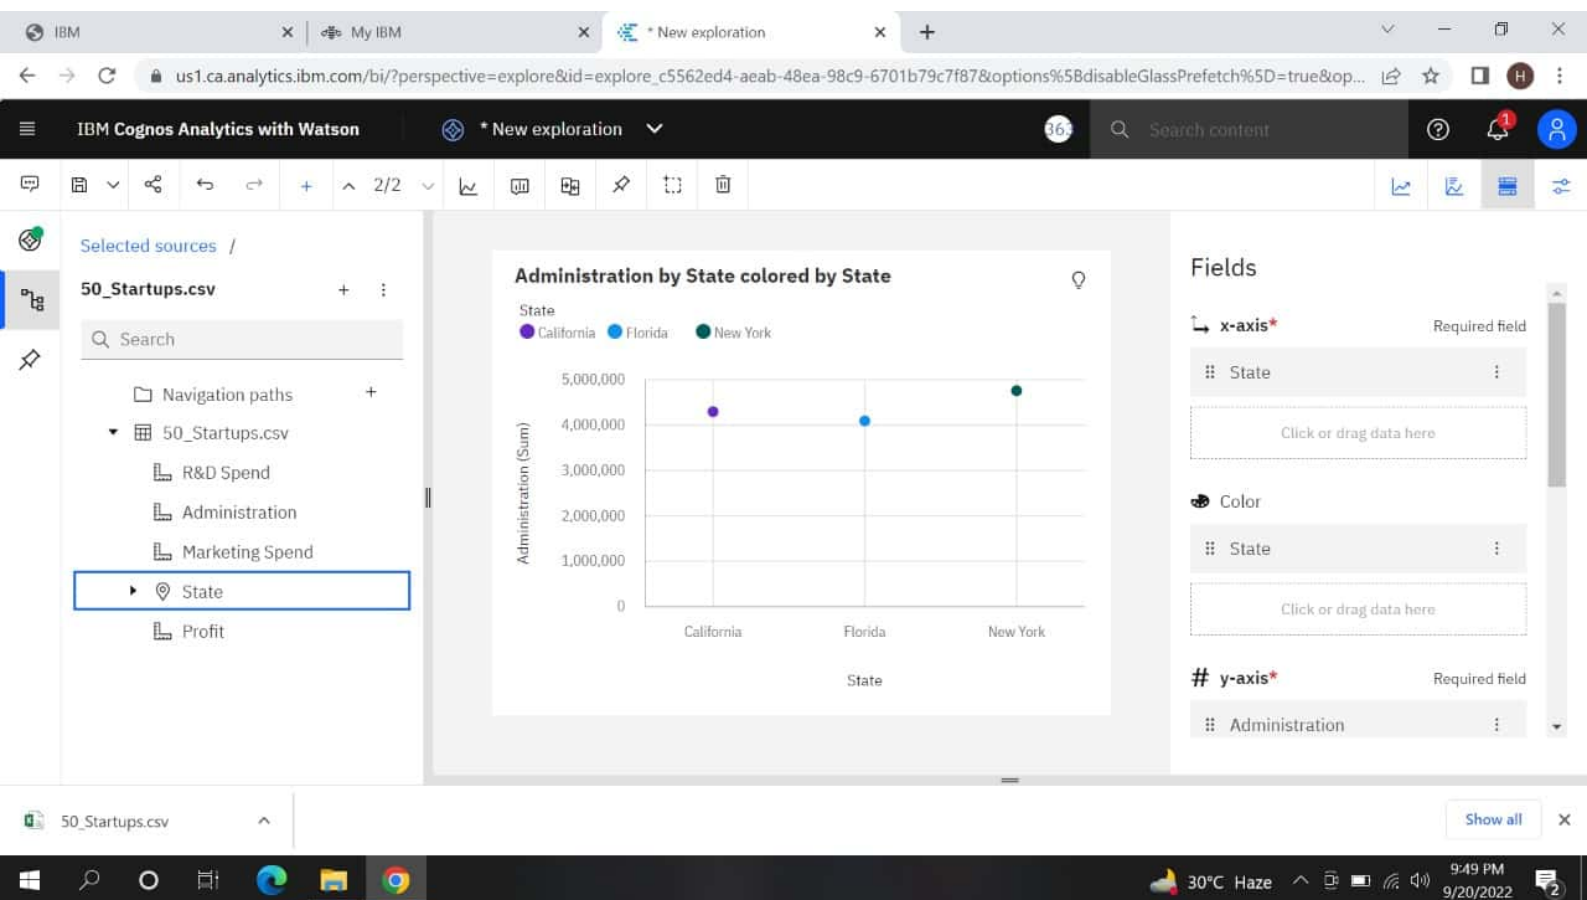 IBM
My IBM
* New exploration
us1.ca.analytics.ibm.com/bi/?perspective=explore&id=explore_c5562ed4-aeab-48ea-98c9-6701b79c7f87&options%5BdisableGlassPrefetch%5D=true&op...
H
IBM Cognos Analytics with Watson
* New exploration
363
Search content
1
2/2
Selected sources /
50_Startups.csv
Search
Navigation paths
50_Startups.csv
R&D Spend
Administration
Marketing Spend
State
Profit
Administration by State colored by State
State
California
Florida
New York
5,000,000
4,000,000
3,000,000
2,000,000
1,000,000
0
Administration (Sum)
California
Florida
New York
State
Fields
x-axis*
Required field
State
Click or drag data here
Color
State
Click or drag data here
# y-axis*
Required field
Administration
50_Startups.csv
Show all
30°C Haze
9:49 PM
9/20/2022
2